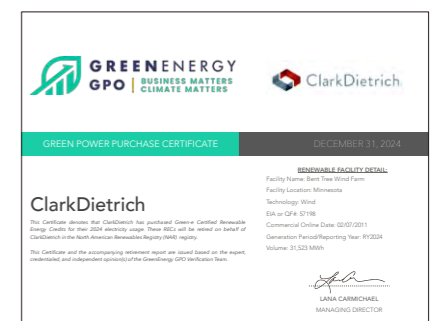 GREENENERGY
GPO | BUSINESS MATTERS
CLIMATE MATTERS
ClarkDietrich
GREEN POWER PURCHASE CERTIFICATE
DECEMBER 31, 2024
RENEWABLE FACILITY DETAIL:
Facility Name: Bent Tree Wind Farm
Facility Location: Minnesota
Technology: Wind
EIA or QF#: 57198
Commercial Online Date: 02/07/2011
Generation Period/Reporting Year: RY2024
Volume: 31,523 MWh
ClarkDietrich
This Certificate denotes that ClarkDietrich has purchased Green-e Certified Renewable
Energy Credits for their 2024 electricity usage. These RECs will be retired on behalf of
ClarkDietrich in the North American Renewables Registry (NAR) registry.
This Certificate and the accompanying retirement report are issued based on the expert,
credentialed, and independent opinion(s) of the GreenEnergy GPO Verification Team.
LANA CARMICHAEL
MANAGING DIRECTOR